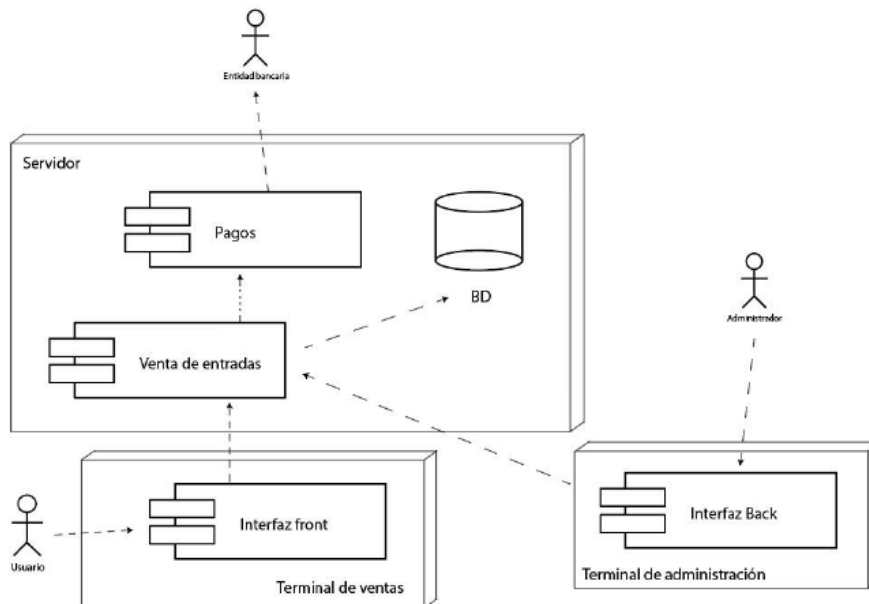 Entidad bancaria
Servidor
Pagos
BD
Administrador
Venta de entradas
Interfaz front
Interfaz Back
Usuario
Terminal de ventas
Terminal de administración